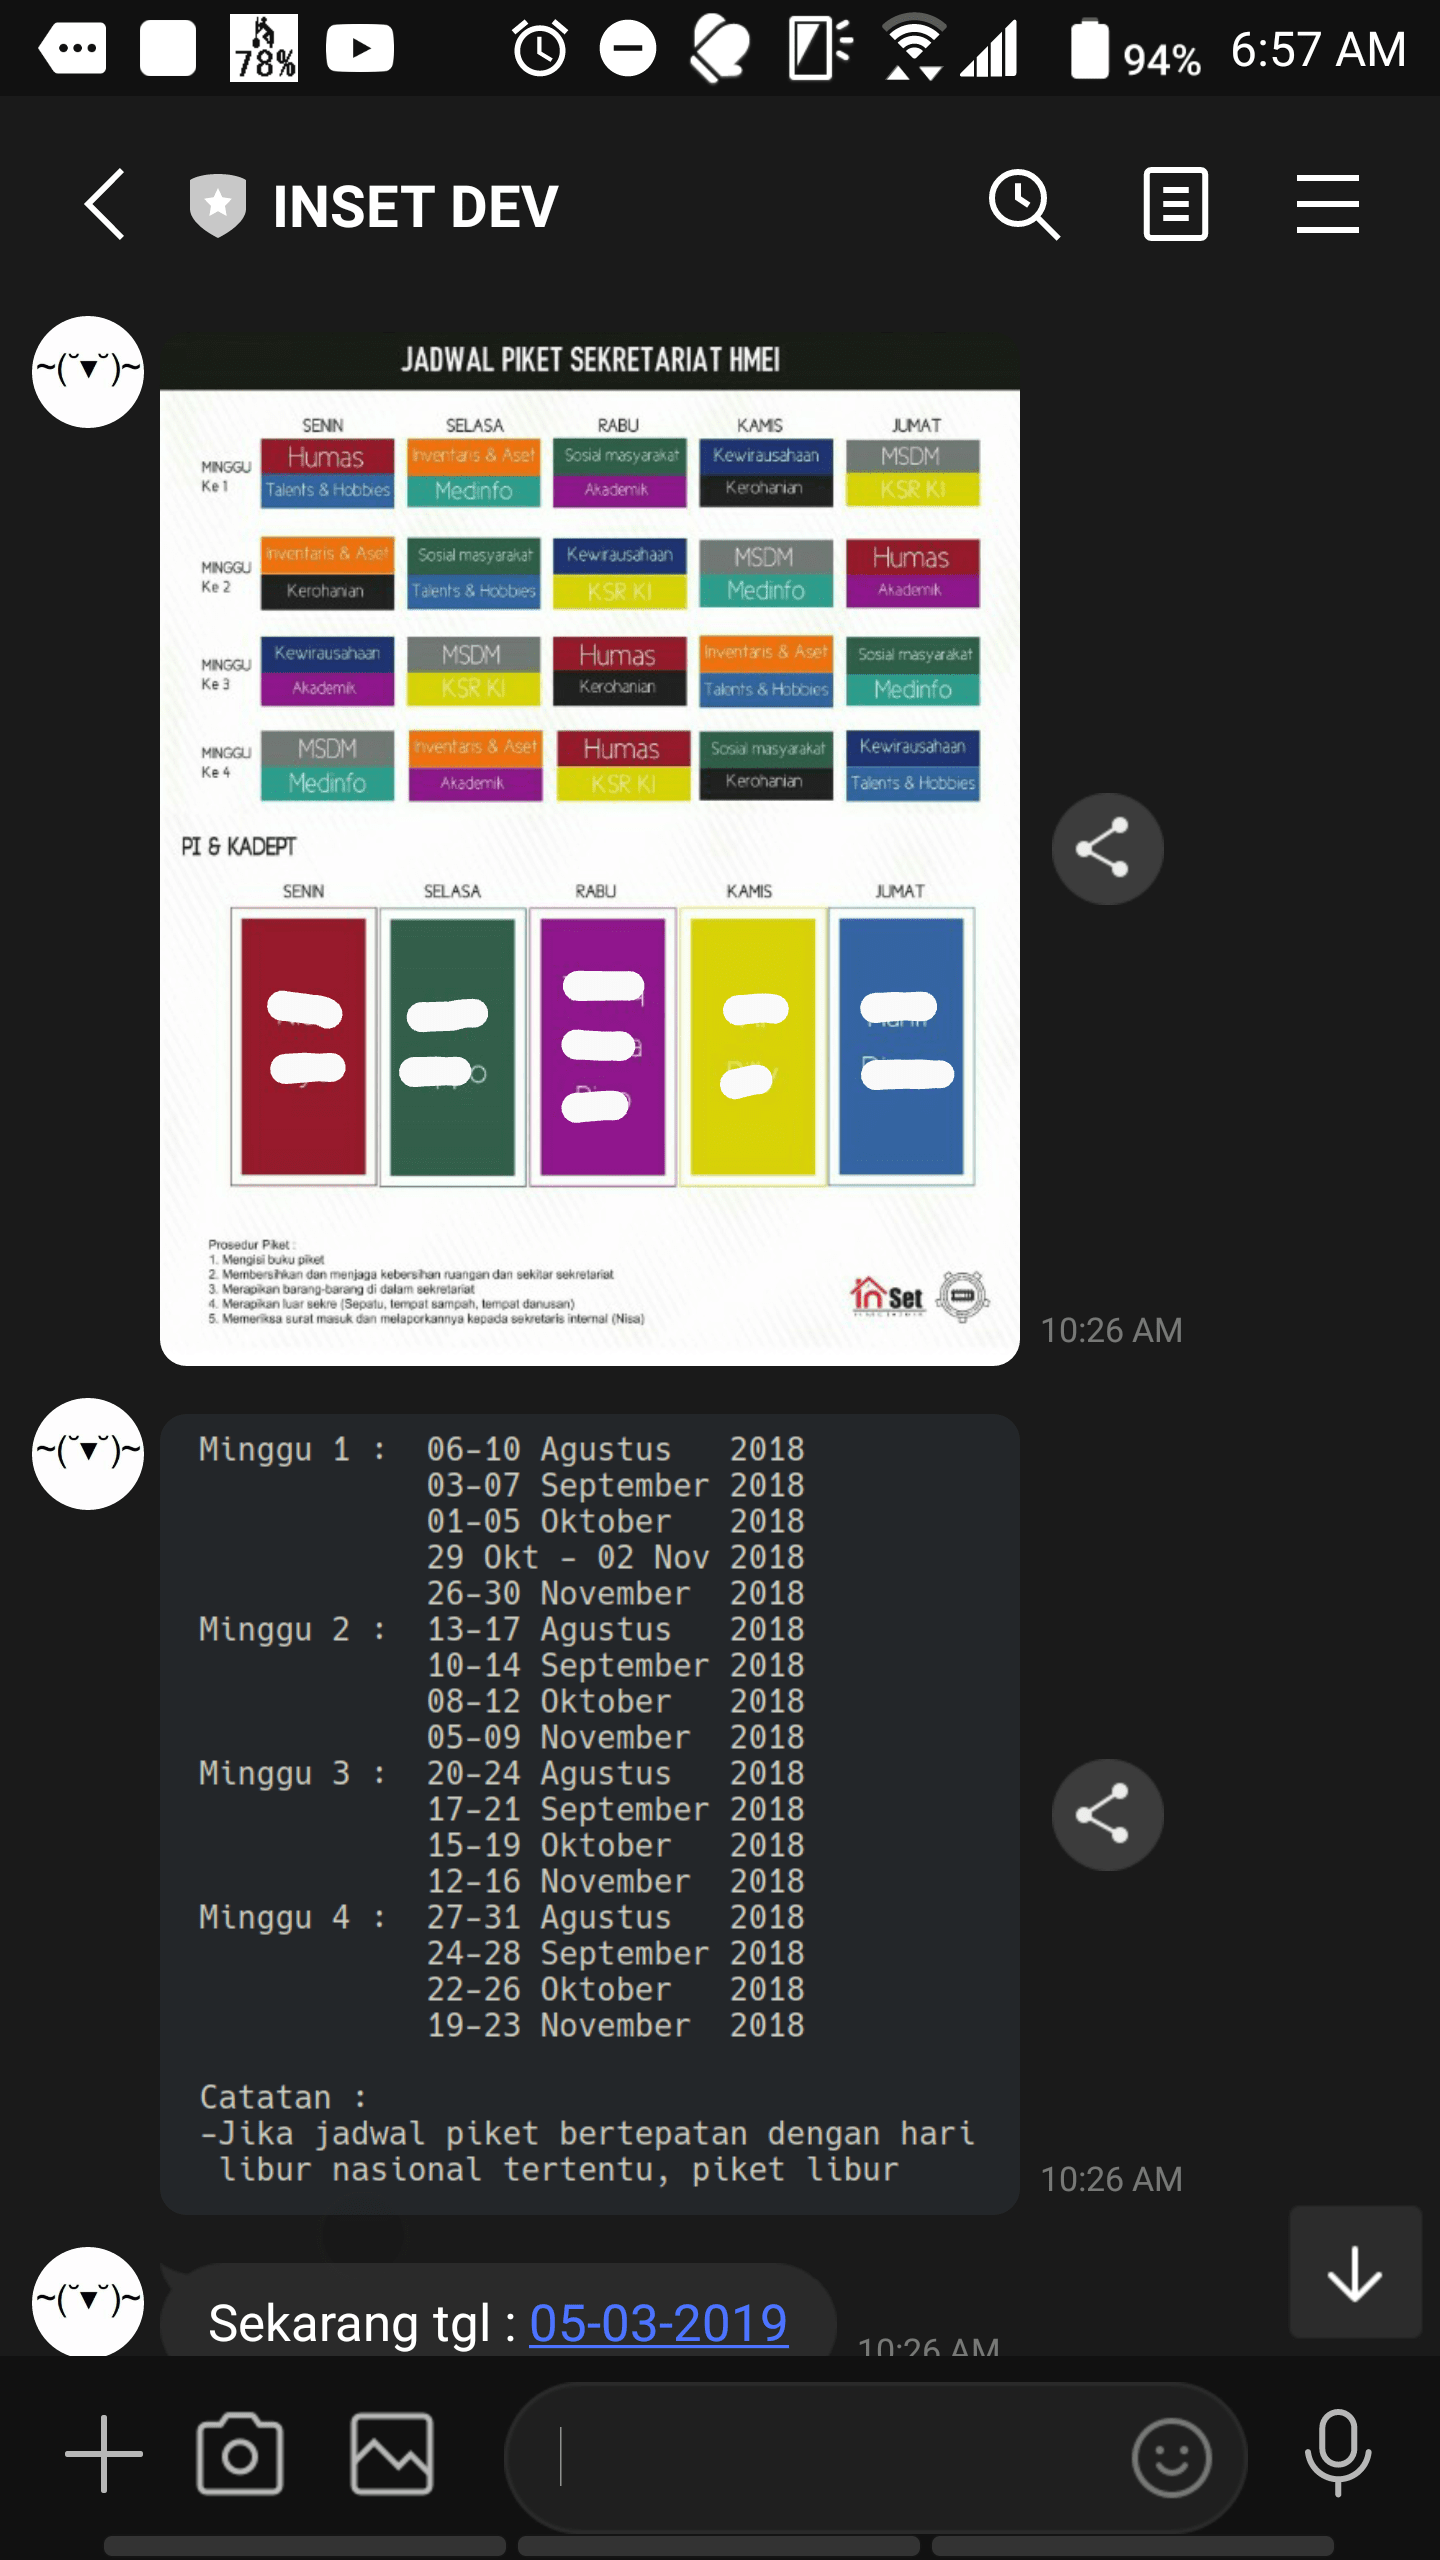 78%
94% 6:57 AM
INSET DEV
~(˘▼˘)~
JADWAL PIKET SEKRETARIAT HMEI
SENIN SELASA RABU KAMIS JUMAT
MINGGU Ke 1
Humas Inventaris & Aset Sosial masyarakat Kewirausahaan MSDM
Talents & Hobbies Medinfo Akademik Kerohanian KSR KI
MINGGU Ke 2
Inventaris & Aset Sosial masyarakat Kewirausahaan MSDM Humas
Kerohanian Talents & Hobbies KSR KI Medinfo Akademik
MINGGU Ke 3
Kewirausahaan MSDM Humas Inventaris & Aset Sosial masyarakat
Akademik KSR KI Kerohanian Talents & Hobbies Medinfo
MINGGU Ke 4
MSDM Inventaris & Aset Humas Sosial masyarakat Kewirausahaan
Medinfo Akademik KSR KI Kerohanian Talents & Hobbies
PI & KADEPT
SENIN SELASA RABU KAMIS JUMAT
Prosedur Piket :
1. Mengisi buku piket
2. Membersihkan dan menjaga kebersihan ruangan dan sekitar sekretariat
3. Merapikan barang-barang di dalam sekretariat
4. Merapikan luar sekre (Sepatu, tempat sampah, tempat danusan)
5. Memeriksa surat masuk dan melaporkannya kepada sekretaris internal (Nisa)
inSet
10:26 AM
~(˘▼˘)~
Minggu 1 : 06-10 Agustus 2018
03-07 September 2018
01-05 Oktober 2018
29 Okt - 02 Nov 2018
26-30 November 2018
Minggu 2 : 13-17 Agustus 2018
10-14 September 2018
08-12 Oktober 2018
05-09 November 2018
Minggu 3 : 20-24 Agustus 2018
17-21 September 2018
15-19 Oktober 2018
12-16 November 2018
Minggu 4 : 27-31 Agustus 2018
24-28 September 2018
22-26 Oktober 2018
19-23 November 2018
Catatan :
-Jika jadwal piket bertepatan dengan hari
libur nasional tertentu, piket libur
10:26 AM
~(˘▼˘)~
Sekarang tgl : 05-03-2019
10:26 AM